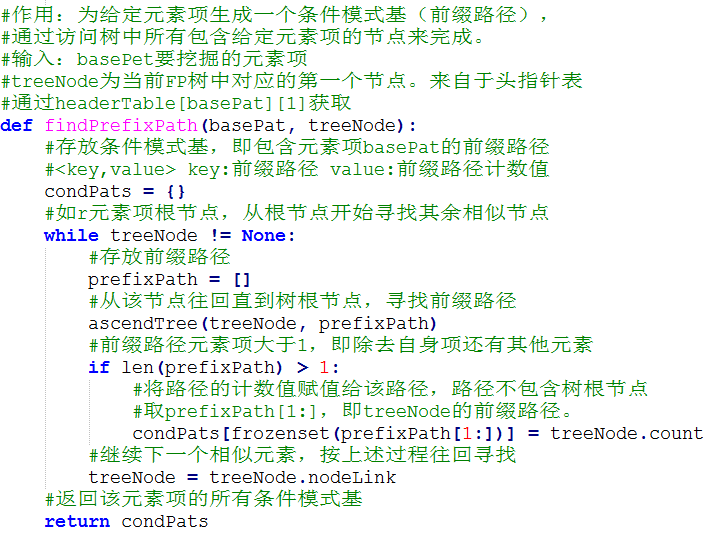 #作用：为给定元素项生成一个条件模式基（前缀路径），
#通过访问树中所有包含给定元素项的节点来完成。
#输入：basePet要挖掘的元素项
#treeNode为当前FP树中对应的第一个节点。来自于头指针表
#通过headerTable[basePat][1]获取
def findPrefixPath(basePat, treeNode):
    #存放条件模式基，即包含元素项basePat的前缀路径
    #<key,value> key:前缀路径 value:前缀路径计数值
    condPats = {}
    #如r元素项根节点，从根节点开始寻找其余相似节点
    while treeNode != None:
        #存放前缀路径
        prefixPath = []
        #从该节点往回直到树根节点，寻找前缀路径
        ascendTree(treeNode, prefixPath)
        #前缀路径元素项大于1，即除去自身项还有其他元素
        if len(prefixPath) > 1:
            #将路径的计数值赋值给该路径，路径不包含树根节点
            #取prefixPath[1:]，即treeNode的前缀路径。
            condPats[frozenset(prefixPath[1:])] = treeNode.count
        #继续下一个相似元素，按上述过程往回寻找
        treeNode = treeNode.nodeLink
    #返回该元素项的所有条件模式基
    return condPats